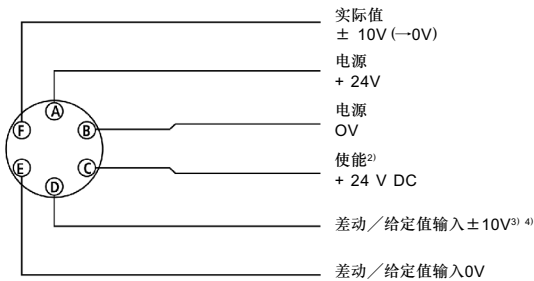 实际值
± 10V (→0V)
电源
+ 24V
A
电源
F
B
OV
E
C
使能2)
+ 24 V DC
D
差动／给定值输入±10V3) 4)
差动／给定值输入0V